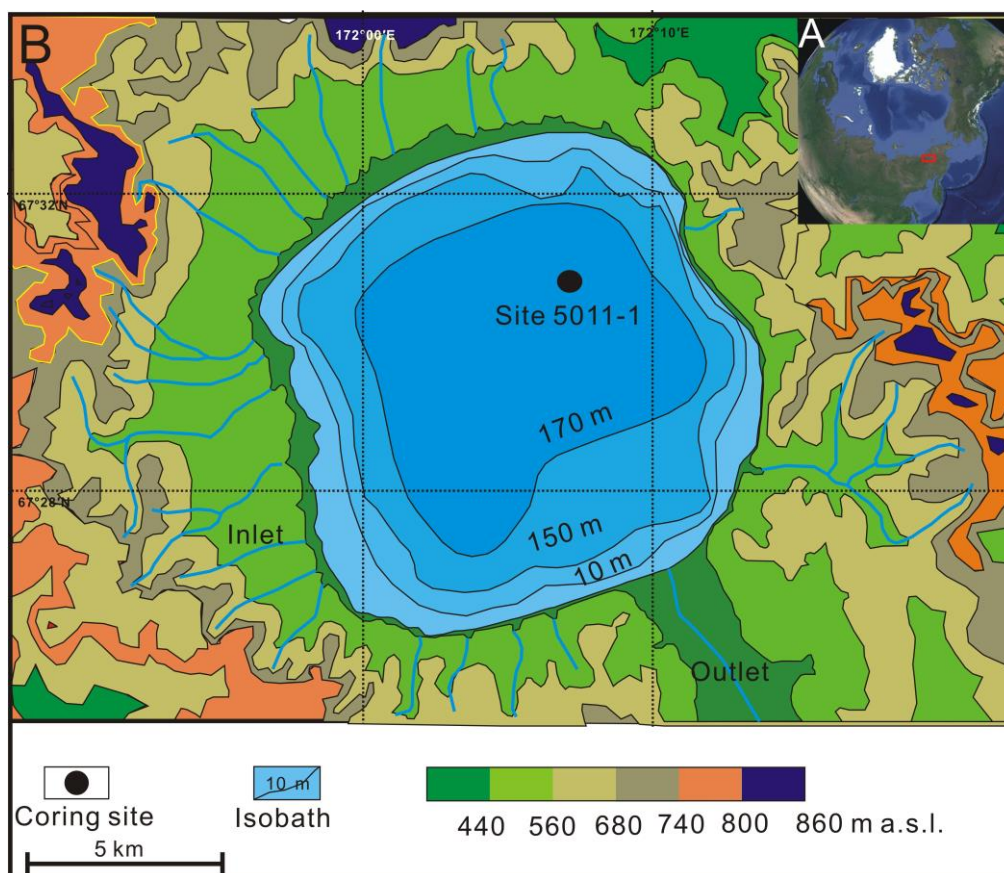 B
A
172°00'E
172°10'E
67°32'N
Site 5011-1
170 m
67°28'N
Inlet
150 m
10 m
Outlet
10 m
Coring site
Isobath
440 560 680 740 800 860 m a.s.l.
5 km